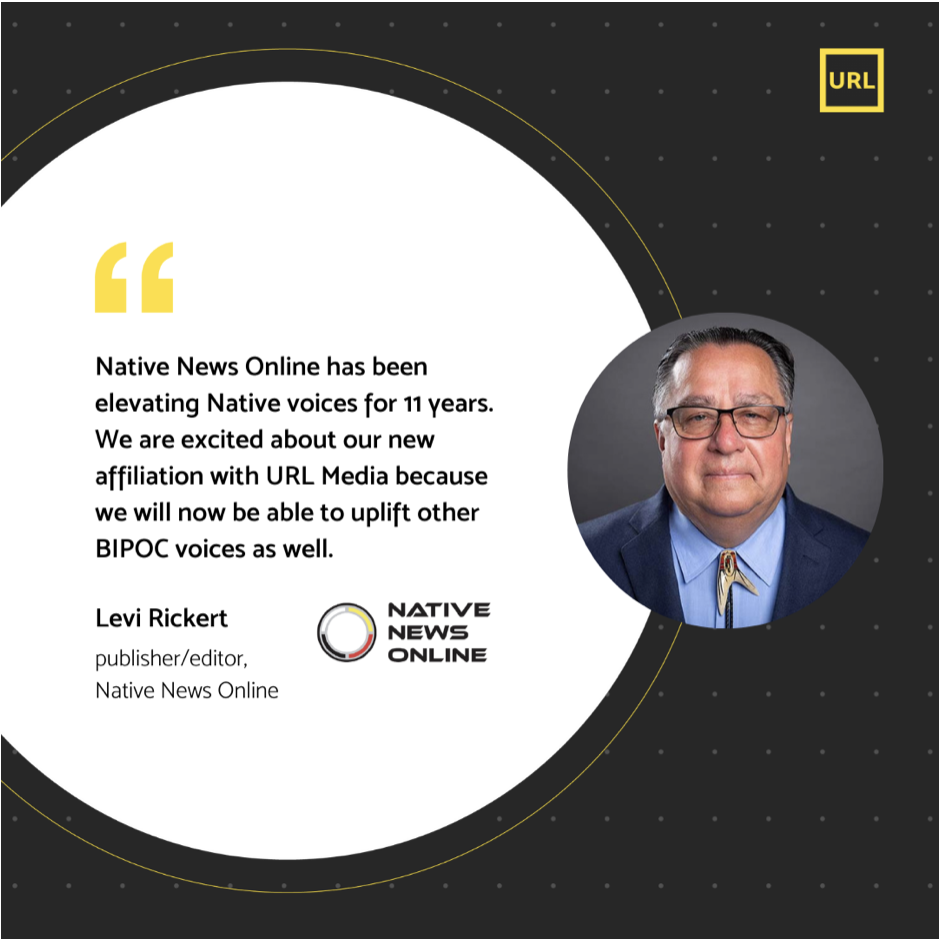 URL
Native News Online has been
elevating Native voices for 11 years.
We are excited about our new
affiliation with URL Media because
we will now be able to uplift other
BIPOC voices as well.
Levi Rickert
publisher/editor,
Native News Online
NATIVE
NEWS
ONLINE